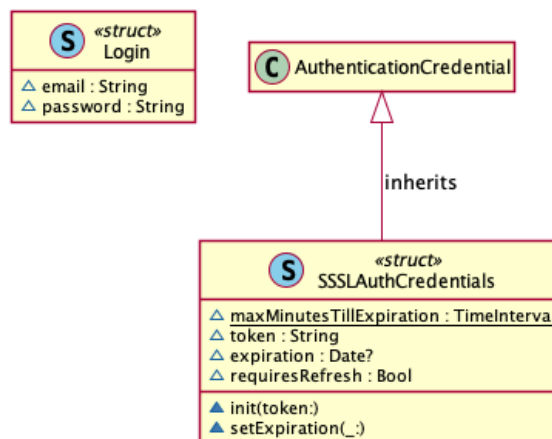 S «struct»
Login
email : String
password : String
C AuthenticationCredential
inherits
S «struct»
SSSLAuthCredentials
maxMinutesTillExpiration : TimeInterva
token : String
expiration : Date?
requiresRefresh : Bool
init(token:)
setExpiration(_:)